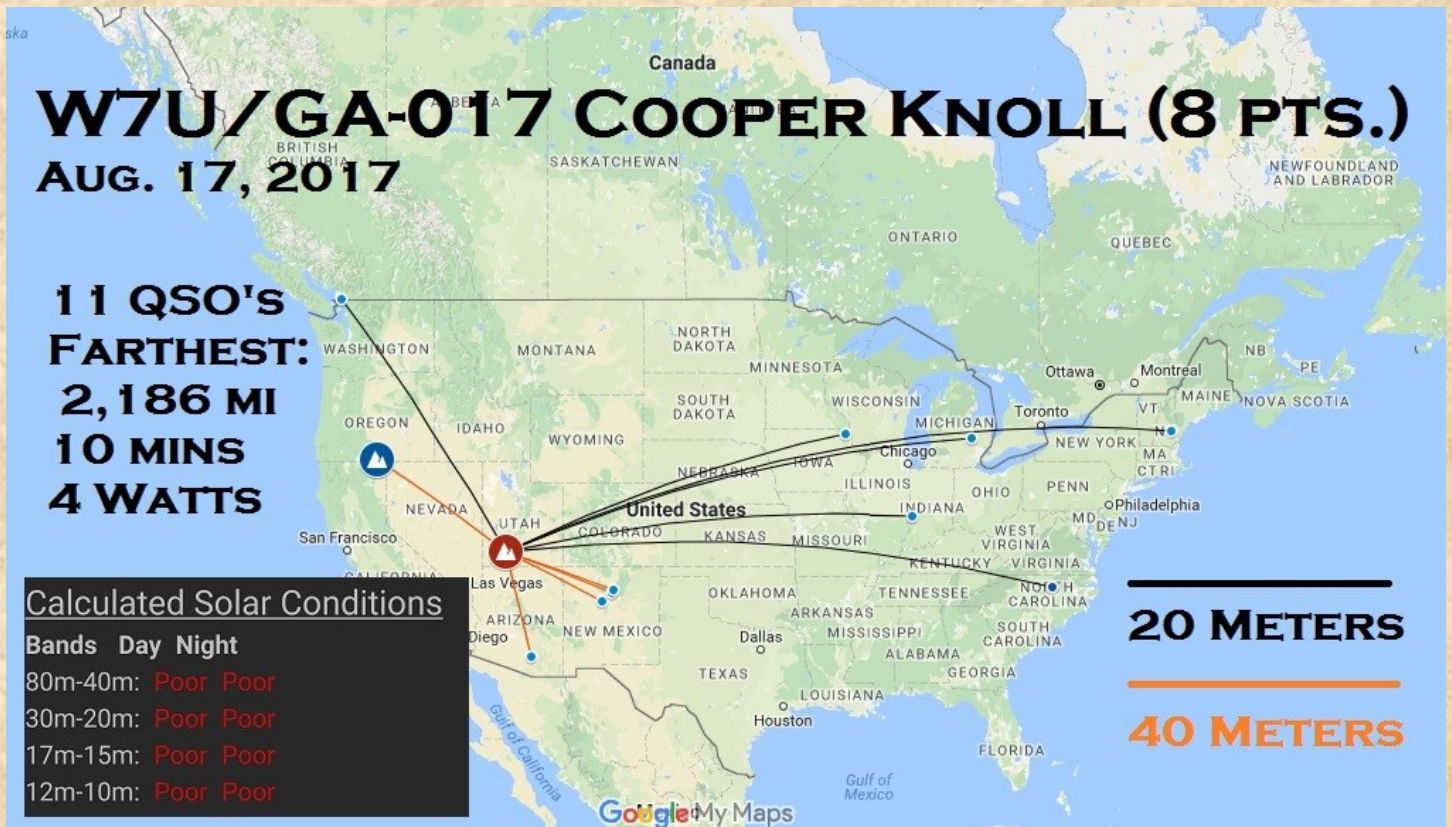 ska
Canada
W7U/GA-017 Cooper Knoll (8 pts.)
BRITISH
COLUMBIA
Aug. 17, 2017
SASKATCHEWAN
NEWFOUNDLAND
AND LABRADOR
ONTARIO
QUEBEC
11 QSO's
Farthest:
2,186 mi
10 mins
4 Watts
WASHINGTON
MONTANA
NORTH
DAKOTA
MINNESOTA
Ottawa
Montreal
NB
PE
OREGON
IDAHO
WYOMING
SOUTH
DAKOTA
WISCONSIN
MICHIGAN
Toronto
VT
MAINE
NOVA SCOTIA
NEW YORK
MA
CT RI
Chicago
NEBRASKA
IOWA
ILLINOIS
OHIO
PENN
Philadelphia
NEVADA
UTAH
United States
COLORADO
KANSAS
MISSOURI
INDIANA
WEST
VIRGINIA
MD
DE
NJ
KENTUCKY
VIRGINIA
San Francisco
CALIFORNIA
Las Vegas
ARIZONA
NEW MEXICO
OKLAHOMA
ARKANSAS
TENNESSEE
NORTH
CAROLINA
Diego
Dallas
MISSISSIPPI
ALABAMA
SOUTH
CAROLINA
TEXAS
GEORGIA
LOUISIANA
Houston
FLORIDA
Gulf of California
Gulf of
Mexico
Calculated Solar Conditions
Bands Day Night
80m-40m: Poor Poor
30m-20m: Poor Poor
17m-15m: Poor Poor
12m-10m: Poor Poor
20 Meters
40 Meters
Google My Maps